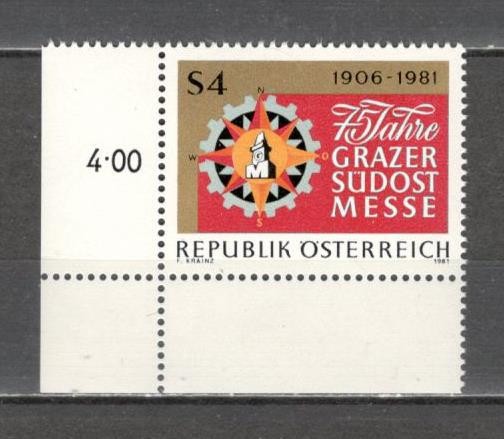 S4
1906-1981
75 Jahre
GRAZER
SÜDOST
MESSE
N
W
O
S
M
4·00
REPUBLIK ÖSTERREICH
F. KRAINZ
1981